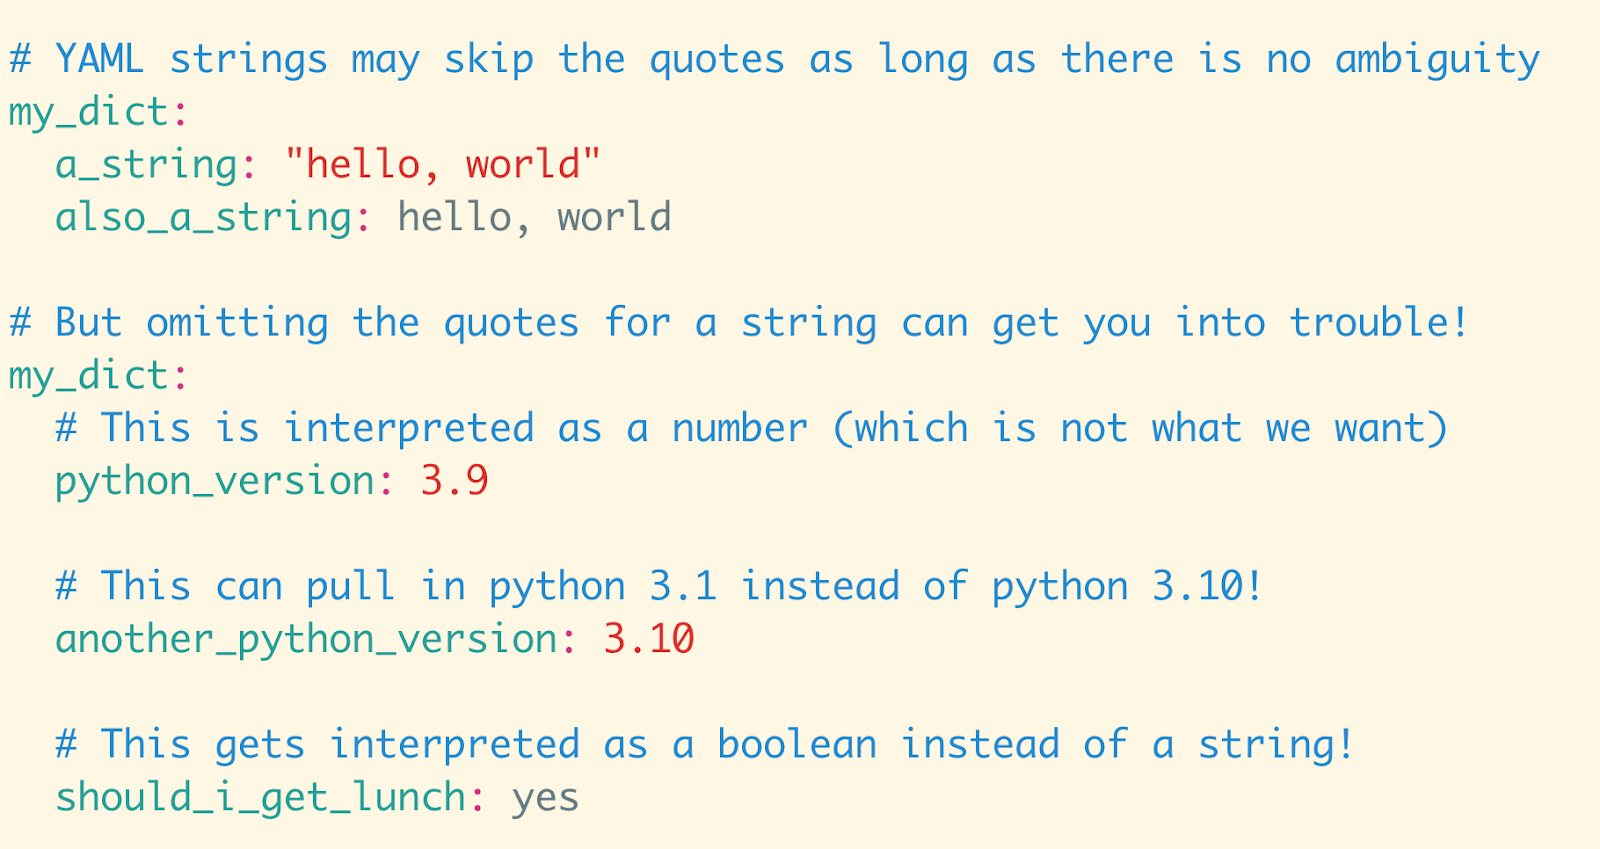 # YAML strings may skip the quotes as long as there is no ambiguity
my_dict:
  a_string: "hello, world"
  also_a_string: hello, world
# But omitting the quotes for a string can get you into trouble!
my_dict:
  # This is interpreted as a number (which is not what we want)
  python_version: 3.9
  # This can pull in python 3.1 instead of python 3.10!
  another_python_version: 3.10
  # This gets interpreted as a boolean instead of a string!
  should_i_get_lunch: yes